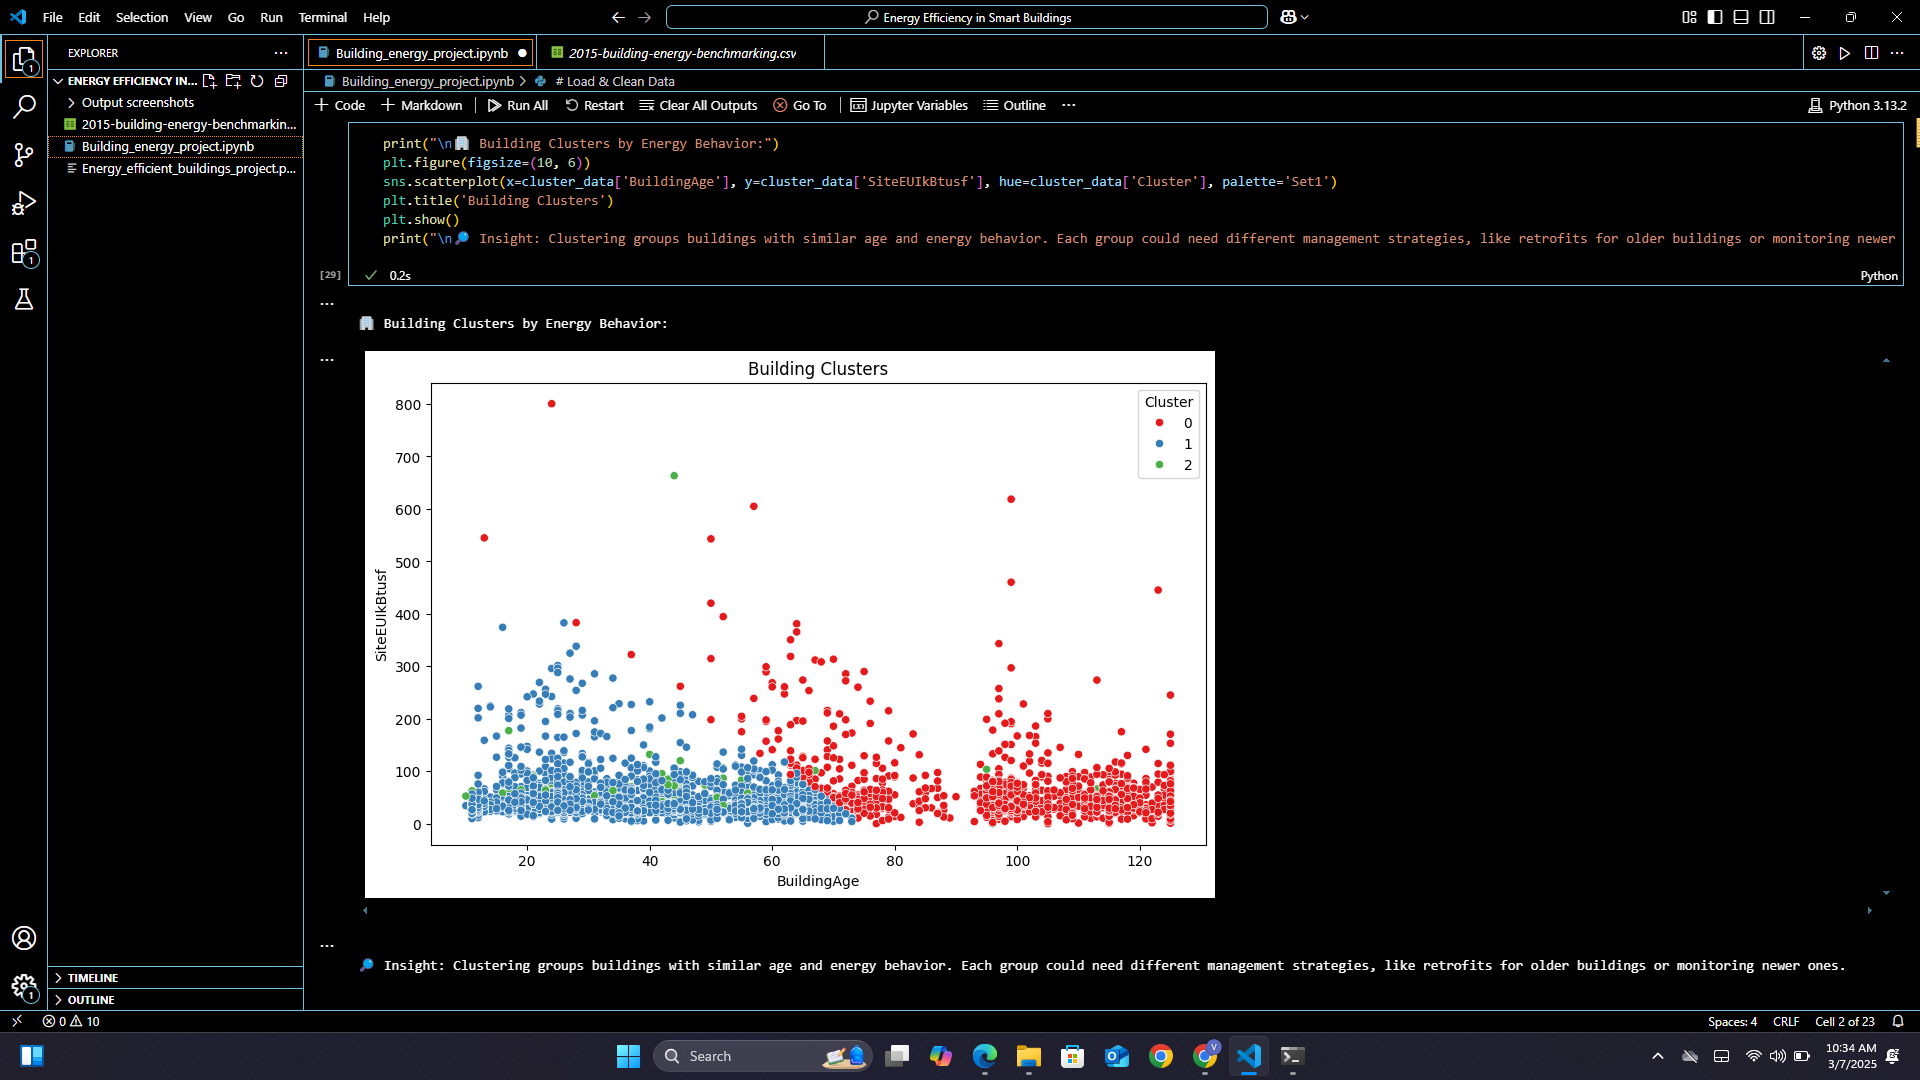 File Edit Selection View Go Run Terminal Help
Energy Efficiency in Smart Buildings
EXPLORER
ENERGY EFFICIENCY IN...
Output screenshots
2015-building-energy-benchmarkin...
Building_energy_project.ipynb
Energy_efficient_buildings_project.p...
Building_energy_project.ipynb
2015-building-energy-benchmarking.csv
Building_energy_project.ipynb > # Load & Clean Data
+ Code + Markdown Run All Restart Clear All Outputs Go To Jupyter Variables Outline ... Python 3.13.2
print("\n🏢 Building Clusters by Energy Behavior:")
plt.figure(figsize=(10, 6))
sns.scatterplot(x=cluster_data['BuildingAge'], y=cluster_data['SiteEUIkBtusf'], hue=cluster_data['Cluster'], palette='Set1')
plt.title('Building Clusters')
plt.show()
print("\n🔎 Insight: Clustering groups buildings with similar age and energy behavior. Each group could need different management strategies, like retrofits for older buildings or monitoring newer
[29] 0.2s Python
🏢 Building Clusters by Energy Behavior:
Building Clusters
Cluster
0
1
2
800
700
600
500
400
300
200
100
0
SiteEUIkBtusf
20 40 60 80 100 120
BuildingAge
🔎 Insight: Clustering groups buildings with similar age and energy behavior. Each group could need different management strategies, like retrofits for older buildings or monitoring newer ones.
TIMELINE
OUTLINE
1
1
1
0 10
Spaces: 4 CRLF Cell 2 of 23
Search
V
10:34 AM
3/7/2025